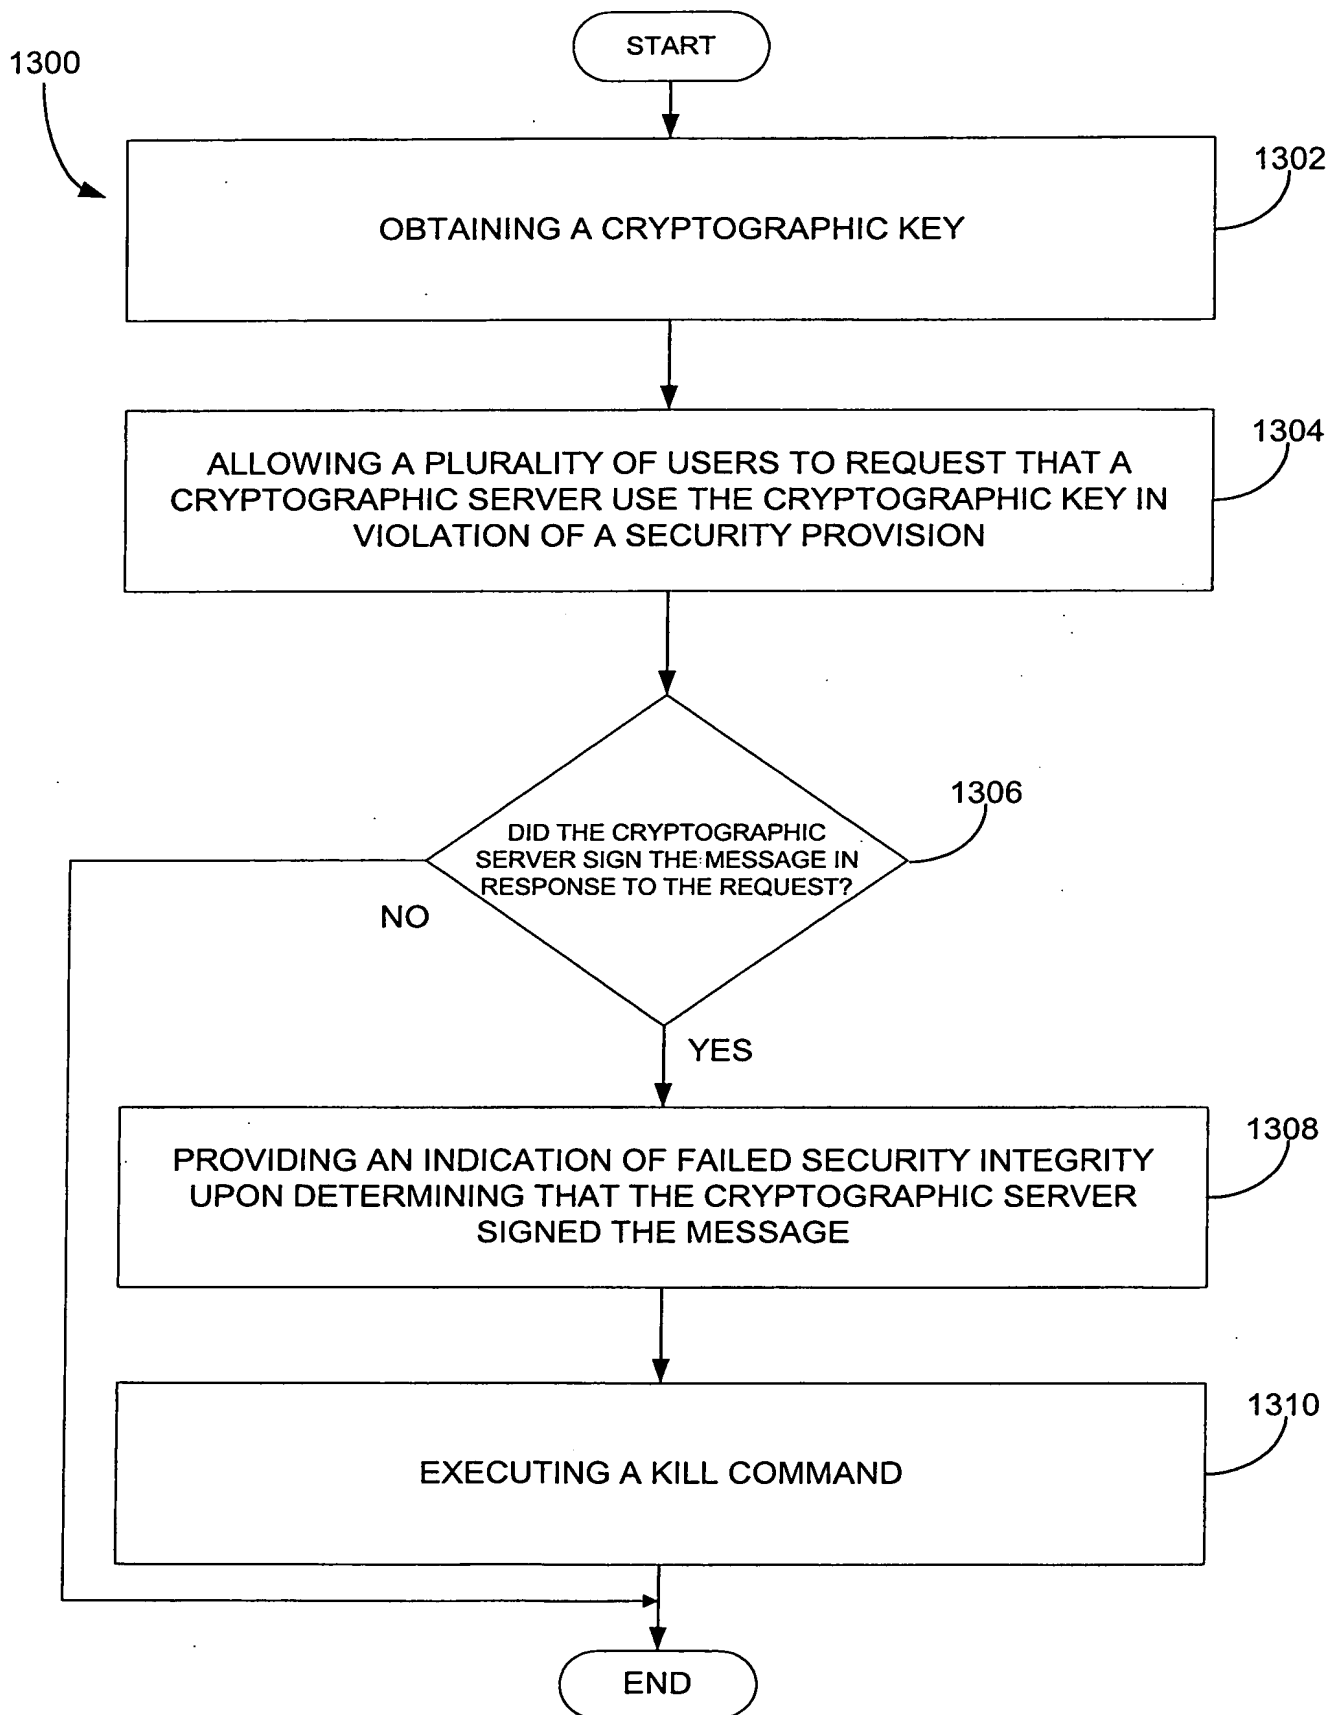 START
1300
1302
OBTAINING A CRYPTOGRAPHIC KEY
1304
ALLOWING A PLURALITY OF USERS TO REQUEST THAT A
CRYPTOGRAPHIC SERVER USE THE CRYPTOGRAPHIC KEY IN
VIOLATION OF A SECURITY PROVISION
1306
DID THE CRYPTOGRAPHIC
SERVER SIGN THE MESSAGE IN
RESPONSE TO THE REQUEST?
NO
YES
1308
PROVIDING AN INDICATION OF FAILED SECURITY INTEGRITY
UPON DETERMINING THAT THE CRYPTOGRAPHIC SERVER
SIGNED THE MESSAGE
1310
EXECUTING A KILL COMMAND
END